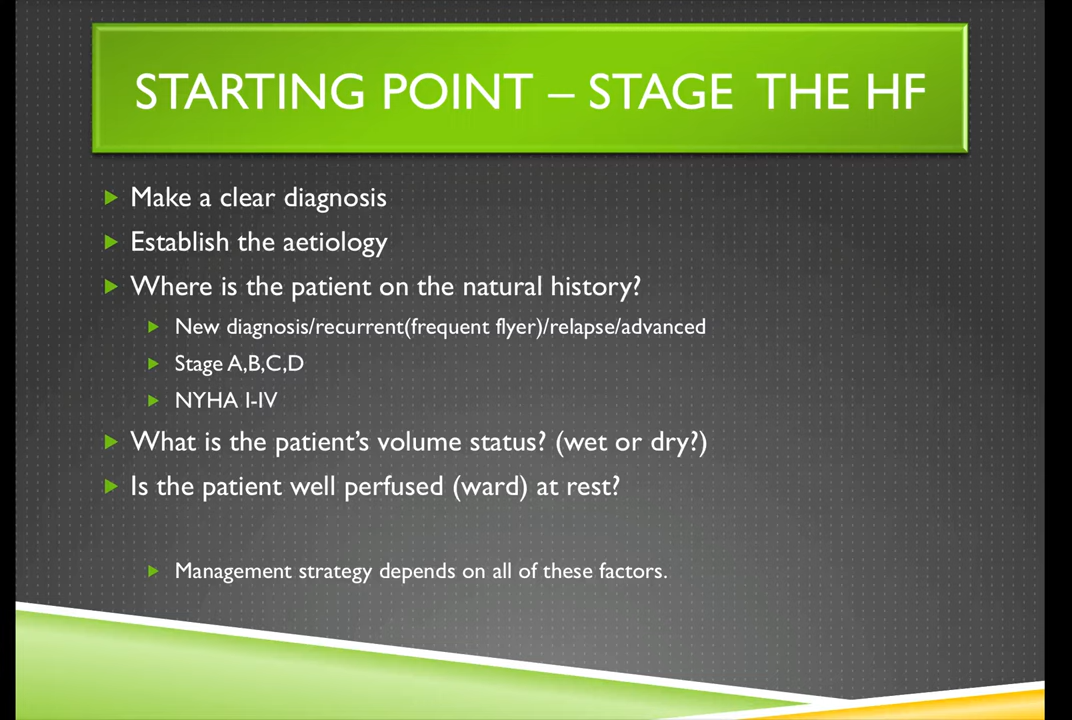 STARTING POINT – STAGE THE HF
Make a clear diagnosis
Establish the aetiology
Where is the patient on the natural history?
New diagnosis/recurrent(frequent flyer)/relapse/advanced
Stage A,B,C,D
NYHA I-IV
What is the patient’s volume status? (wet or dry?)
Is the patient well perfused (ward) at rest?
Management strategy depends on all of these factors.